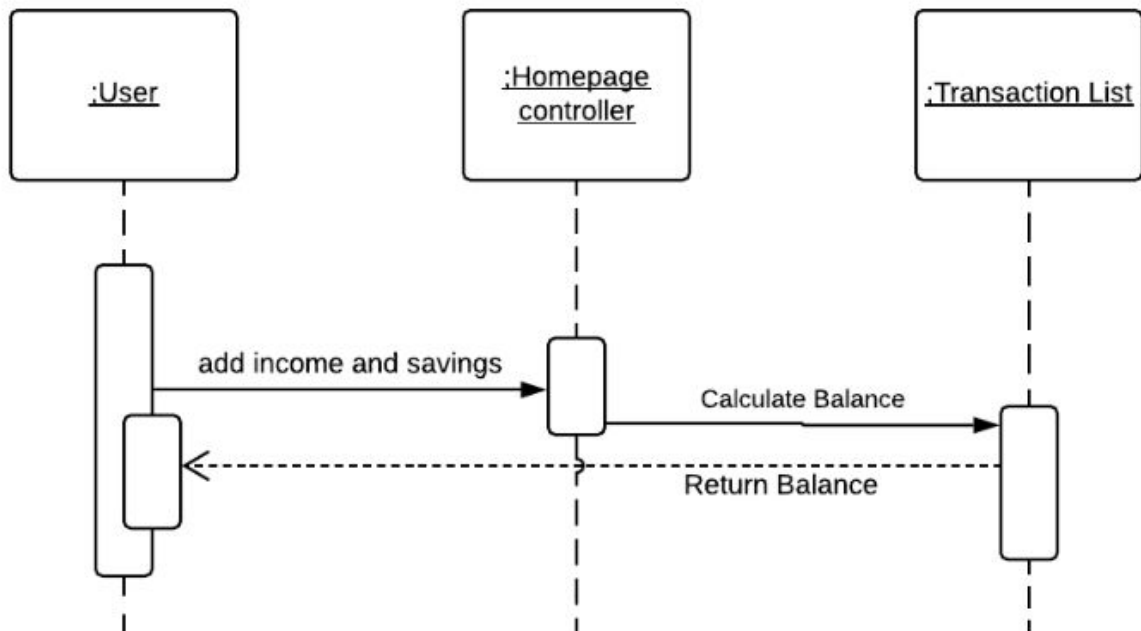 ;User
;Homepage
controller
;Transaction List
add income and savings
Calculate Balance
Return Balance